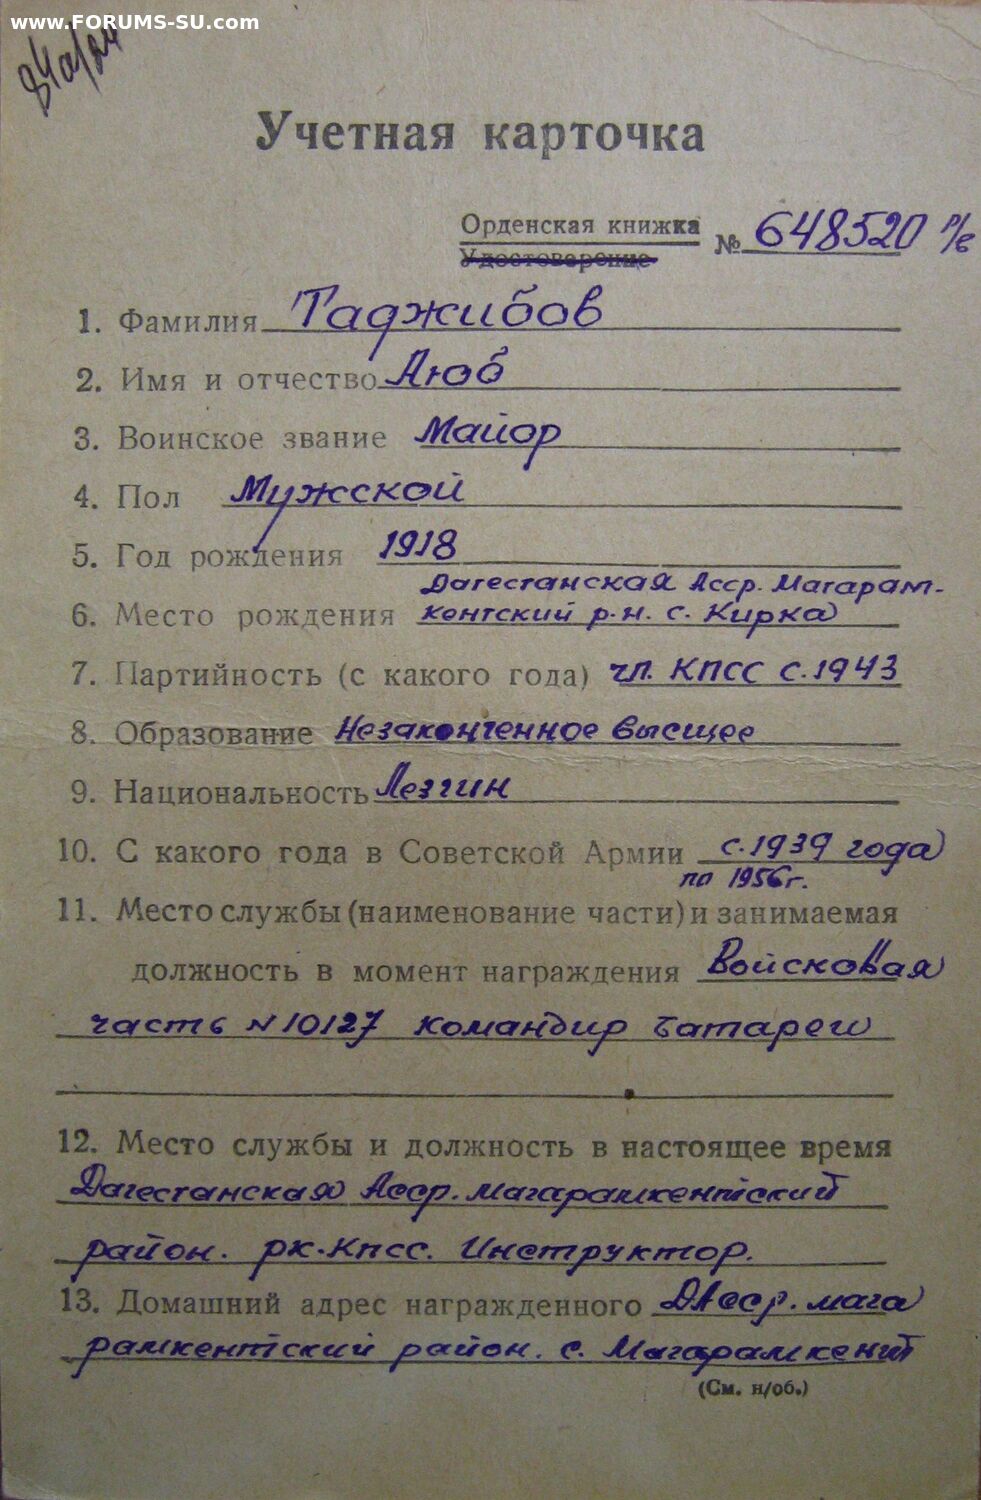 www.FORUMS-SU.com
Учетная карточка
Орденская книжка
Удостоверение
№ 648520 р/в
1. Фамилия Таджибов
2. Имя и отчество Аюб
3. Воинское звание Майор
4. Пол Мужской
5. Год рождения 1918
Дагестанская Асср. Магарам-
6. Место рождения кентский р-н. с. Кирка
7. Партийность (с какого года) чл. КПСС с.1943
8. Образование Незаконченное высшее
9. Национальность Лезгин
10. С какого года в Советской Армии с.1939 года
по 1956г.
11. Место службы (наименование части) и занимаемая
должность в момент награждения Войсковая
часть N10127 командир батареи
12. Место службы и должность в настоящее время
Дагестанская Асср. Магарамкентский
район. рк.Кпсс. Инструктор.
13. Домашний адрес награжденного ДАсср. мага
рамкентский район. с. Магарамкент
(См. н/об.)